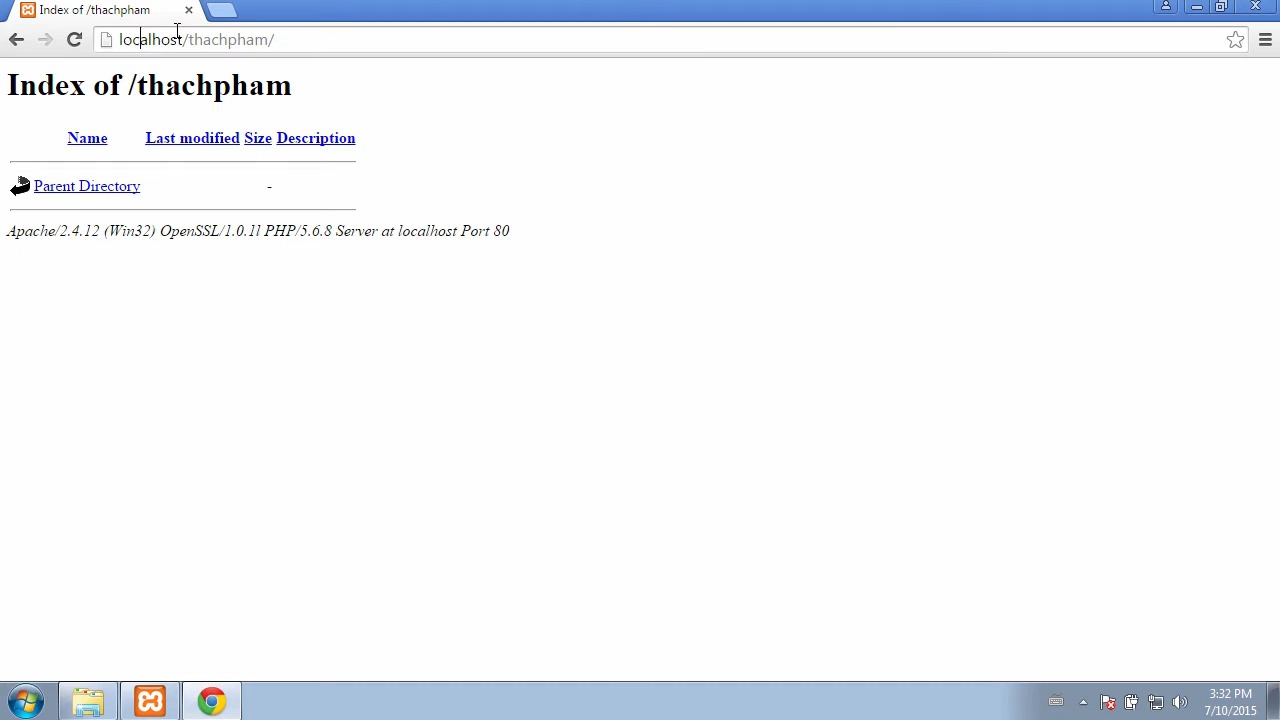 Index of /thachpham
localhost/thachpham/
Index of /thachpham
Name Last modified Size Description
Parent Directory -
Apache/2.4.12 (Win32) OpenSSL/1.0.1l PHP/5.6.8 Server at localhost Port 80
3:32 PM
7/10/2015